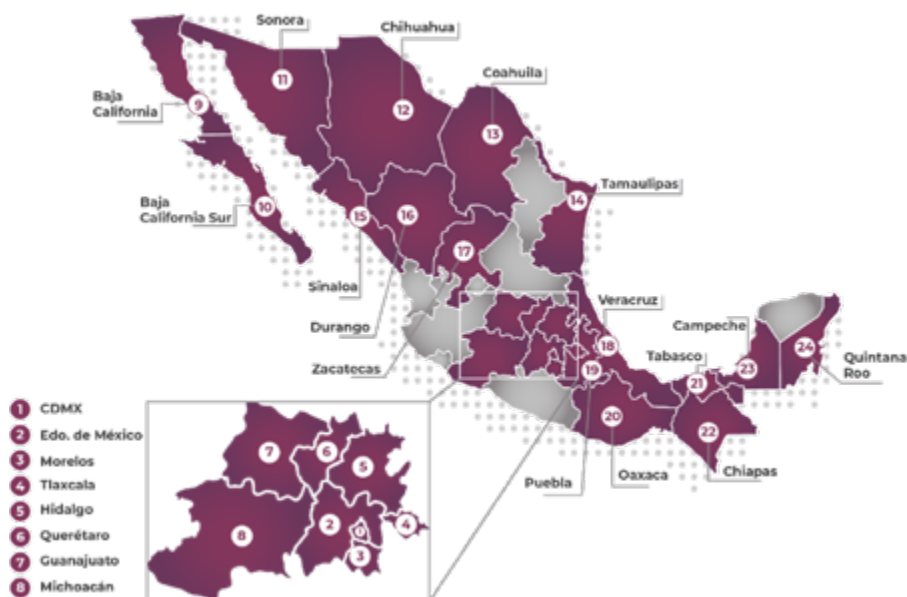 Sonora
Chihuahua
Coahuila
11
12
13
Baja
California
9
Tamaulipas
14
Baja
California Sur
10
15
16
17
Sinaloa
Durango
Zacatecas
Veracruz
18
Campeche
Tabasco
24
Quintana
Roo
23
19
21
20
22
Puebla
Oaxaca
Chiapas
1 CDMX
2 Edo. de México
3 Morelos
4 Tlaxcala
5 Hidalgo
6 Querétaro
7 Guanajuato
8 Michoacán
7
6
5
8
2
1
4
3